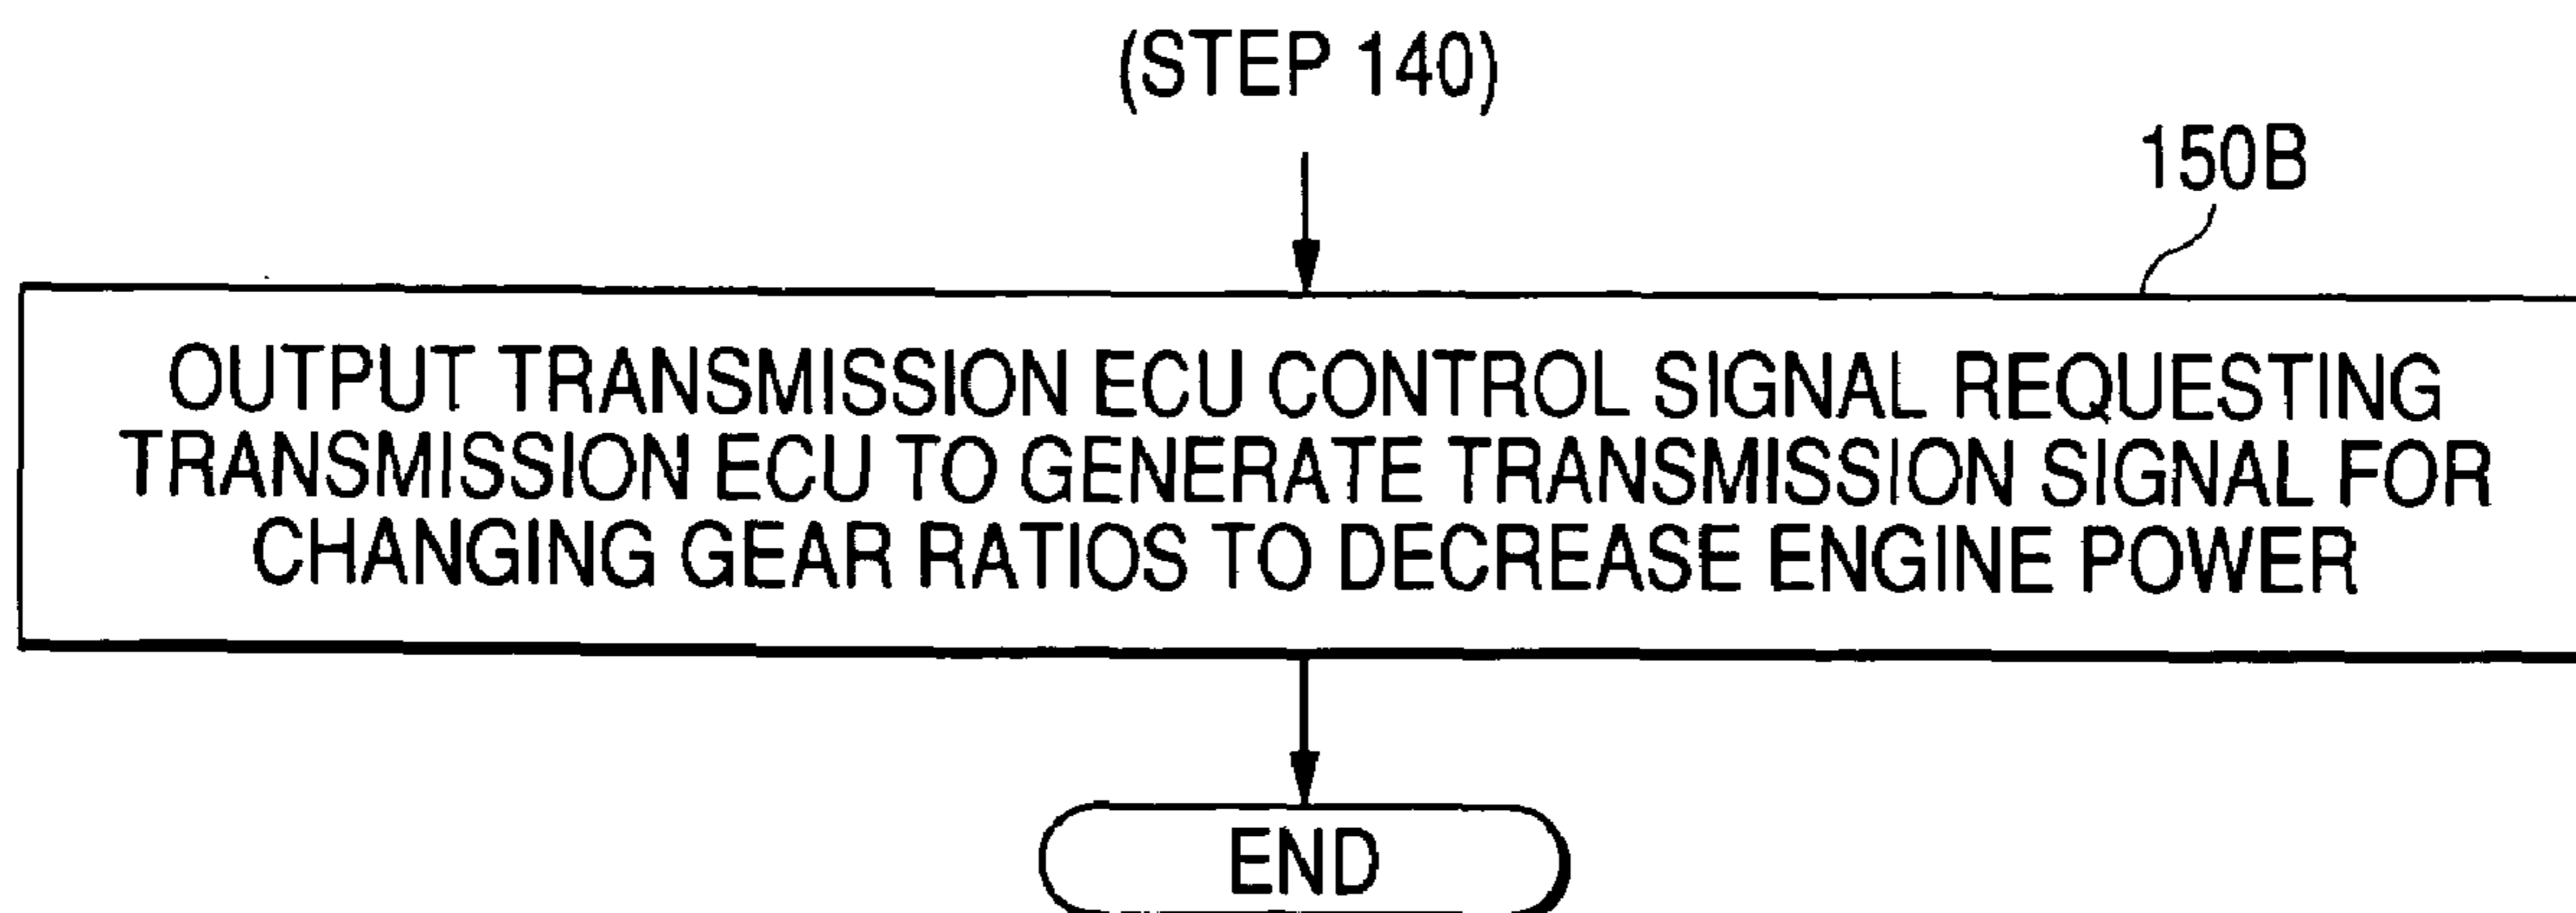 (STEP 140)
150B
OUTPUT TRANSMISSION ECU CONTROL SIGNAL REQUESTING
TRANSMISSION ECU TO GENERATE TRANSMISSION SIGNAL FOR
CHANGING GEAR RATIOS TO DECREASE ENGINE POWER
END